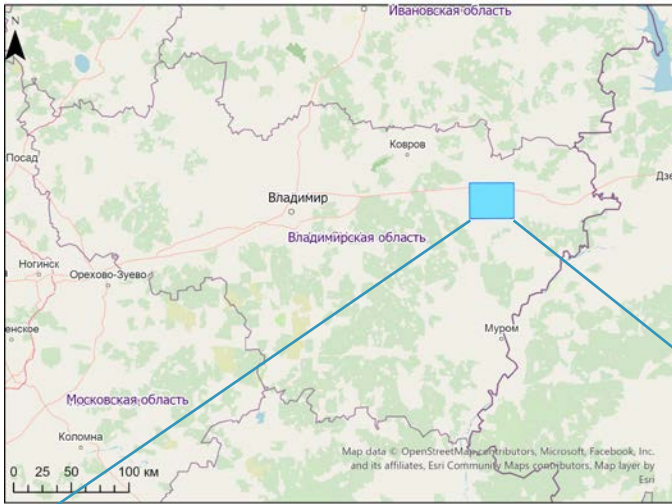 Ивановская область
N
Посад
Ковров
Дзе
Владимир
Владимирская область
Ногинск
Орехово-Зуево
енское
Муром
Московская область
Коломна
Map data © OpenStreetMap contributors, Microsoft, Facebook, Inc.
and its affiliates, Esri Community Maps contributors, Map layer by
Esri
0 25 50 100 км